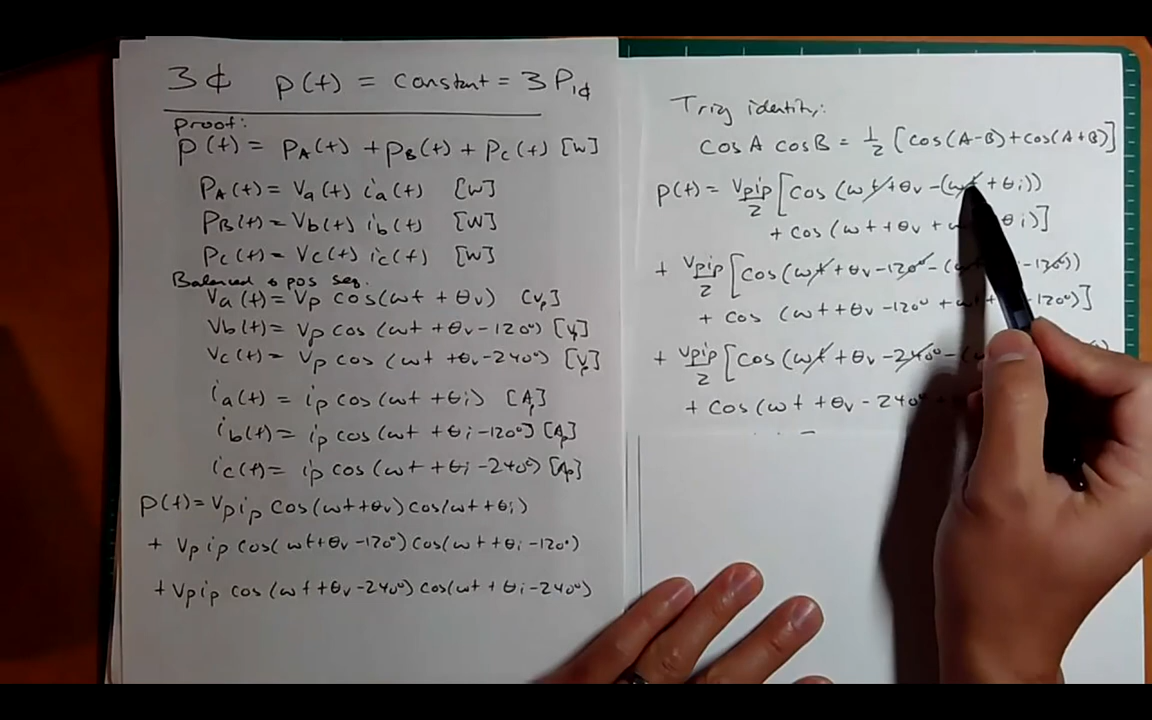 3ϕ p(t) = constant = 3 P1ϕ
proof:
p(t) = PA(t) + PB(t) + PC(t) [W]
PA(t) = Va(t) ia(t) [W]
PB(t) = Vb(t) ib(t) [W]
PC(t) = Vc(t) ic(t) [W]
Balanced & pos seq.
Va(t) = Vp cos(ωt + θv) [Vp]
Vb(t) = Vp cos(ωt + θv - 120°) [Vp]
Vc(t) = Vp cos(ωt + θv - 240°) [Vp]
ia(t) = ip cos(ωt + θi) [Ap]
ib(t) = ip cos(ωt + θi - 120°) [Ap]
ic(t) = ip cos(ωt + θi - 240°) [Ap]
p(t) = Vp ip cos(ωt + θv) cos(ωt + θi)
+ Vp ip cos(ωt + θv - 120°) cos(ωt + θi - 120°)
+ Vp ip cos(ωt + θv - 240°) cos(ωt + θi - 240°)
Trig identity:
cos A cos B = 1/2 [cos(A-B) + cos(A+B)]
p(t) = Vpip/2 [cos(ωt + θv - (ωt + θi))
+ cos(ωt + θv + θi)]
+ Vpip/2 [cos(ωt + θv - 120° - ( - 120°))
+ cos(ωt + θv - 120° + ωt 120°)]
+ Vpip/2 [cos(ωt + θv - 240° - (
+ cos(ωt + θv - 240°